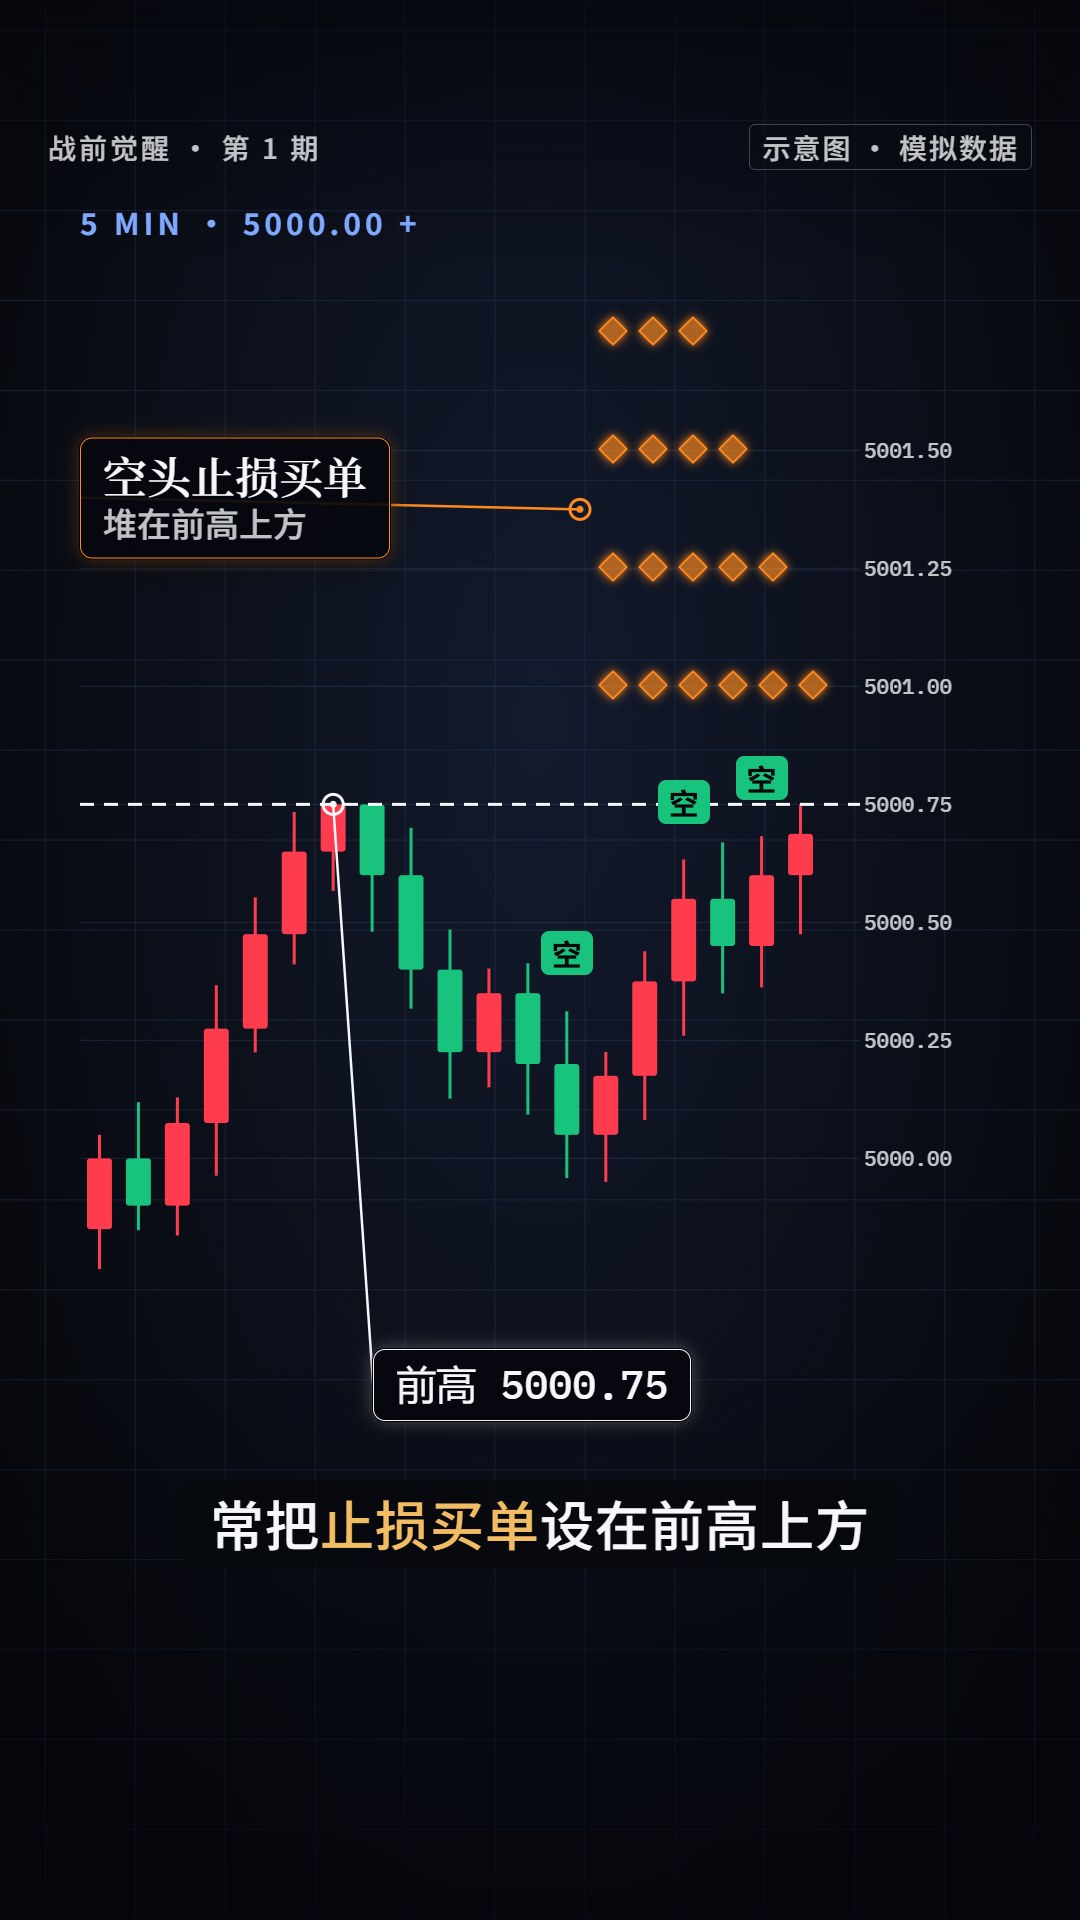 战前觉醒 · 第 1 期
示意图 · 模拟数据
5 MIN · 5000.00 +
空头止损买单
堆在前高上方
5001.50
5001.25
5001.00
空
空
5000.75
5000.50
空
5000.25
5000.00
前高 5000.75
常把止损买单设在前高上方